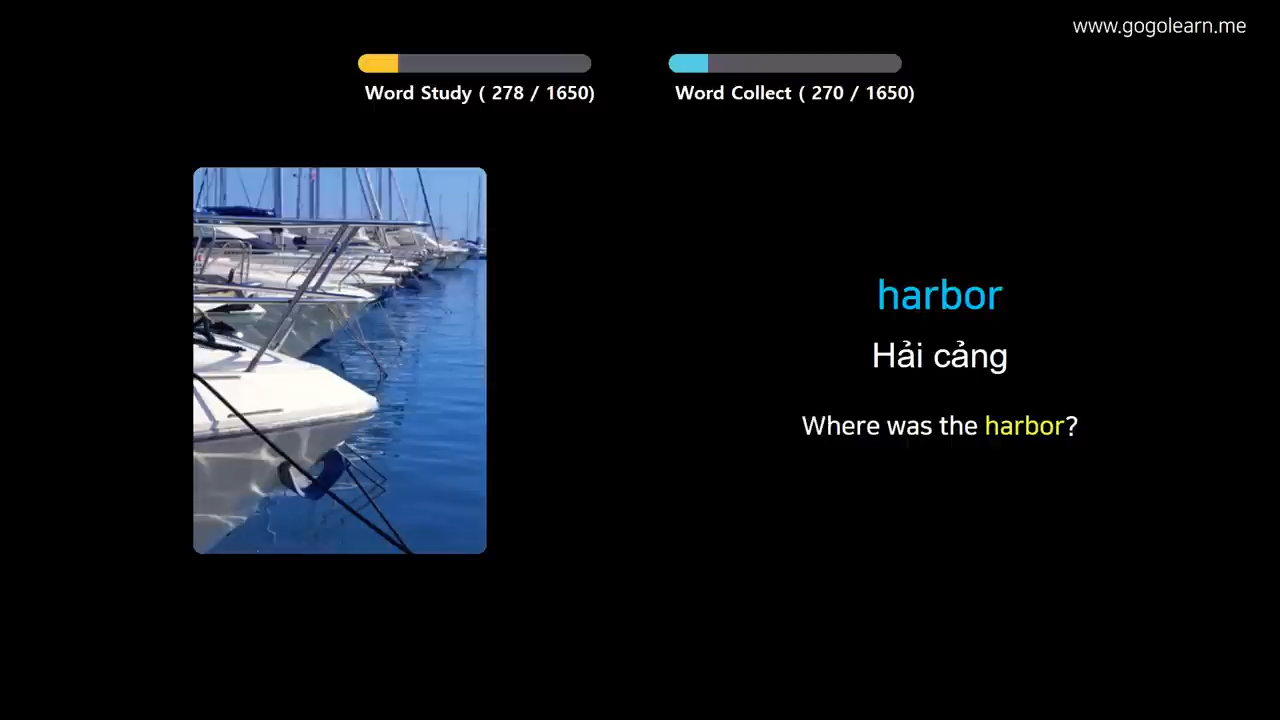 www.gogolearn.me
Word Study ( 278 / 1650)
Word Collect ( 270 / 1650)
harbor
Hải cảng
Where was the harbor?